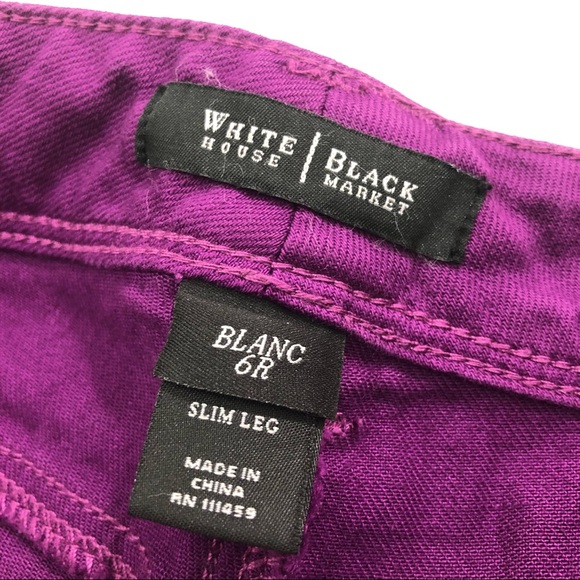 WHITE | BLACK
HOUSE MARKET
BLANC
6R
SLIM LEG
MADE IN
CHINA
RN 111459